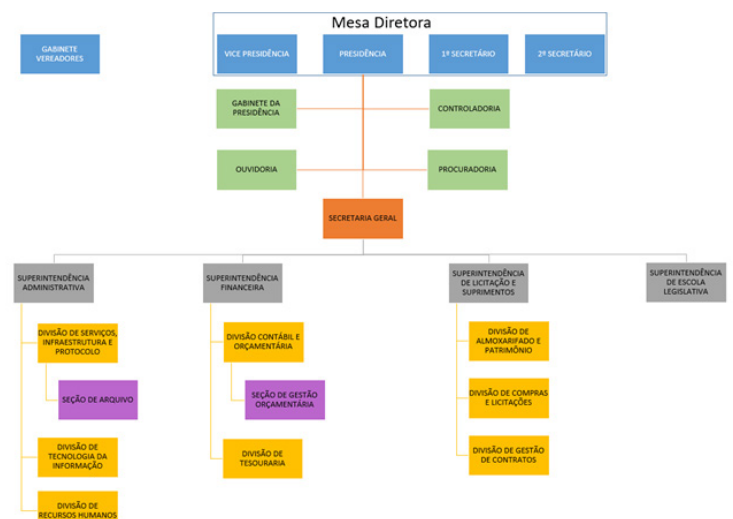 Mesa Diretora
GABINETE
VEREADORES
VICE PRESIDÊNCIA
PRESIDÊNCIA
1º SECRETÁRIO
2º SECRETÁRIO
GABINETE DA
PRESIDÊNCIA
CONTROLADORIA
OUVIDORIA
PROCURADORIA
SECRETARIA GERAL
SUPERINTENDÊNCIA
ADMINISTRATIVA
SUPERINTENDÊNCIA
FINANCEIRA
SUPERINTENDÊNCIA
DE LICITAÇÃO E
SUPRIMENTOS
SUPERINTENDÊNCIA
DE ESCOLA
LEGISLATIVA
DIVISÃO DE SERVIÇOS,
INFRAESTRUTURA E
PROTOCOLO
SEÇÃO DE ARQUIVO
DIVISÃO DE
TECNOLOGIA DA
INFORMAÇÃO
DIVISÃO DE
RECURSOS HUMANOS
DIVISÃO CONTÁBIL E
ORÇAMENTÁRIA
SEÇÃO DE GESTÃO
ORÇAMENTÁRIA
DIVISÃO DE
TESOURARIA
DIVISÃO DE
ALMOXARIFADO E
PATRIMÔNIO
DIVISÃO DE COMPRAS
E LICITAÇÕES
DIVISÃO DE GESTÃO
DE CONTRATOS